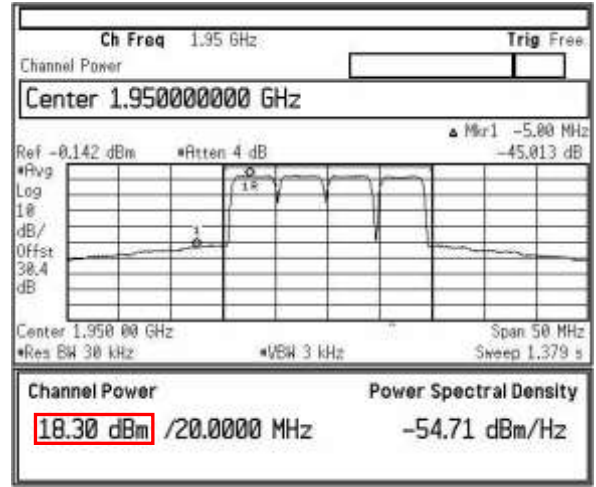 Ch Freq 1.95 GHz Trig Free
Channel Power
Center 1.950000000 GHz
▵ Mkr1 -5.00 MHz
Ref -0.142 dBm *Atten 4 dB -45.013 dB
*Avg
Log
10
dB/
Offst
30.4
dB
1R
1
Center 1.950 00 GHz Span 50 MHz
*Res BW 30 kHz *VBW 3 kHz Sweep 1.379 s
Channel Power Power Spectral Density
18.30 dBm /20.0000 MHz -54.71 dBm/Hz